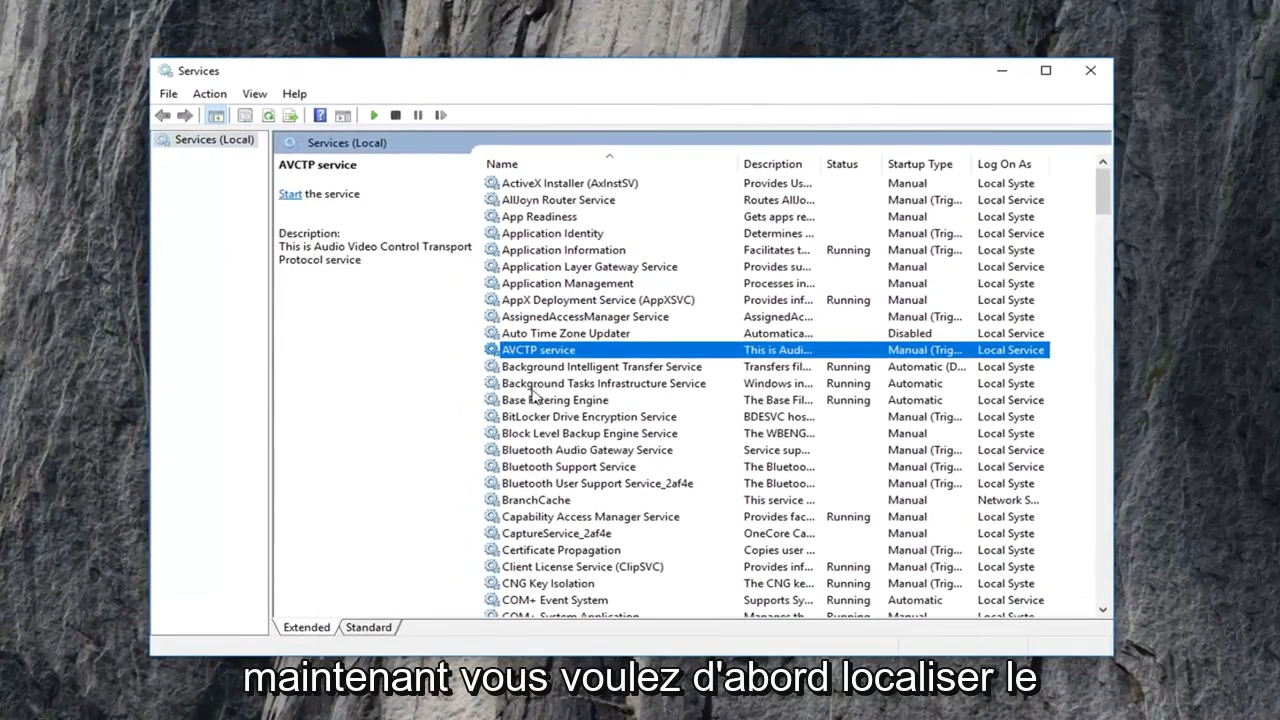 Services
File Action View Help
Services (Local)
Services (Local)
AVCTP service
Start the service
Description:
This is Audio Video Control Transport
Protocol service
Name Description Status Startup Type Log On As
ActiveX Installer (AxInstSV) Provides Us... Manual Local Syste
AllJoyn Router Service Routes AllJo... Manual (Trig... Local Service
App Readiness Gets apps re... Manual Local Syste
Application Identity Determines ... Manual (Trig... Local Service
Application Information Facilitates t... Running Manual (Trig... Local Syste
Application Layer Gateway Service Provides su... Manual Local Service
Application Management Processes in... Manual Local Syste
AppX Deployment Service (AppXSVC) Provides inf... Running Manual Local Syste
AssignedAccessManager Service AssignedAc... Manual (Trig... Local Syste
Auto Time Zone Updater Automatica... Disabled Local Service
AVCTP service This is Audi... Manual (Trig... Local Service
Background Intelligent Transfer Service Transfers fil... Running Automatic (D... Local Syste
Background Tasks Infrastructure Service Windows in... Running Automatic Local Syste
Base Filtering Engine The Base Fil... Running Automatic Local Service
BitLocker Drive Encryption Service BDESVC hos... Manual (Trig... Local Syste
Block Level Backup Engine Service The WBENG... Manual Local Syste
Bluetooth Audio Gateway Service Service sup... Manual (Trig... Local Service
Bluetooth Support Service The Bluetoo... Manual (Trig... Local Service
Bluetooth User Support Service_2af4e The Bluetoo... Manual (Trig... Local Syste
BranchCache This service ... Manual Network S...
Capability Access Manager Service Provides fac... Running Manual Local Syste
CaptureService_2af4e OneCore Ca... Manual Local Syste
Certificate Propagation Copies user ... Manual (Trig... Local Syste
Client License Service (ClipSVC) Provides inf... Running Manual (Trig... Local Syste
CNG Key Isolation The CNG ke... Running Manual (Trig... Local Syste
COM+ Event System Supports Sy... Running Automatic Local Service
COM+ System Application Manages th... Running Manual Local Syste
Extended Standard
maintenant vous voulez d'abord localiser le